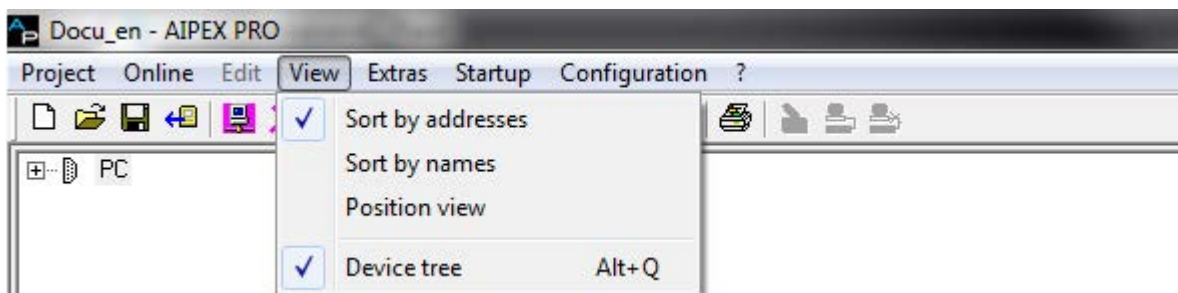 Docu_en - AIPEX PRO
Project Online Edit View Extras Startup Configuration ?
Sort by addresses
PC
Sort by names
Position view
Device tree Alt+Q